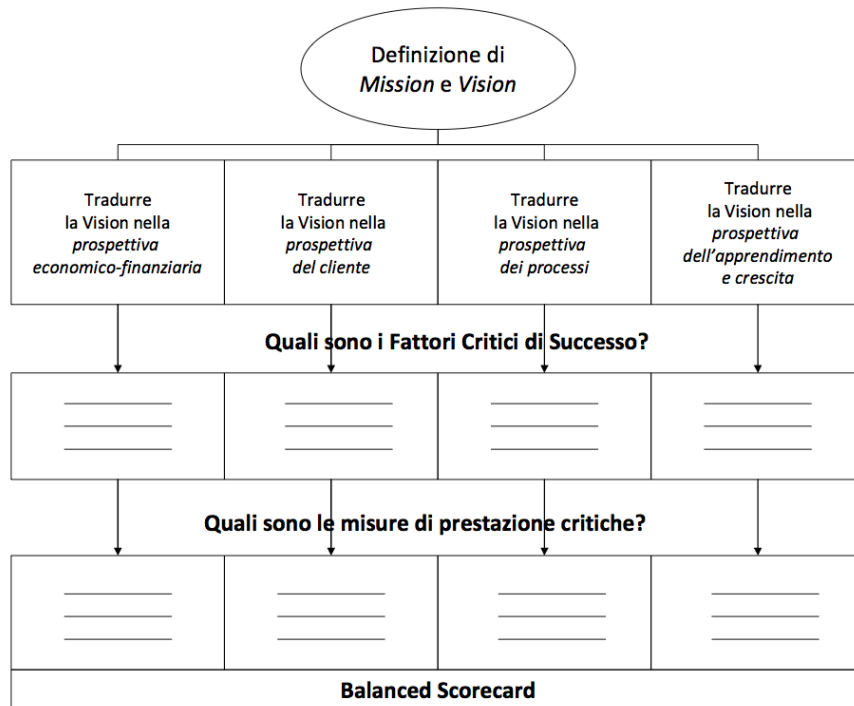 Definizione di
Mission e Vision
Tradurre
la Vision nella
prospettiva
economico-finanziaria
Tradurre
la Vision nella
prospettiva
del cliente
Tradurre
la Vision nella
prospettiva
dei processi
Tradurre
la Vision nella
prospettiva
dell’apprendimento
e crescita
Quali sono i Fattori Critici di Successo?
Quali sono le misure di prestazione critiche?
Balanced Scorecard